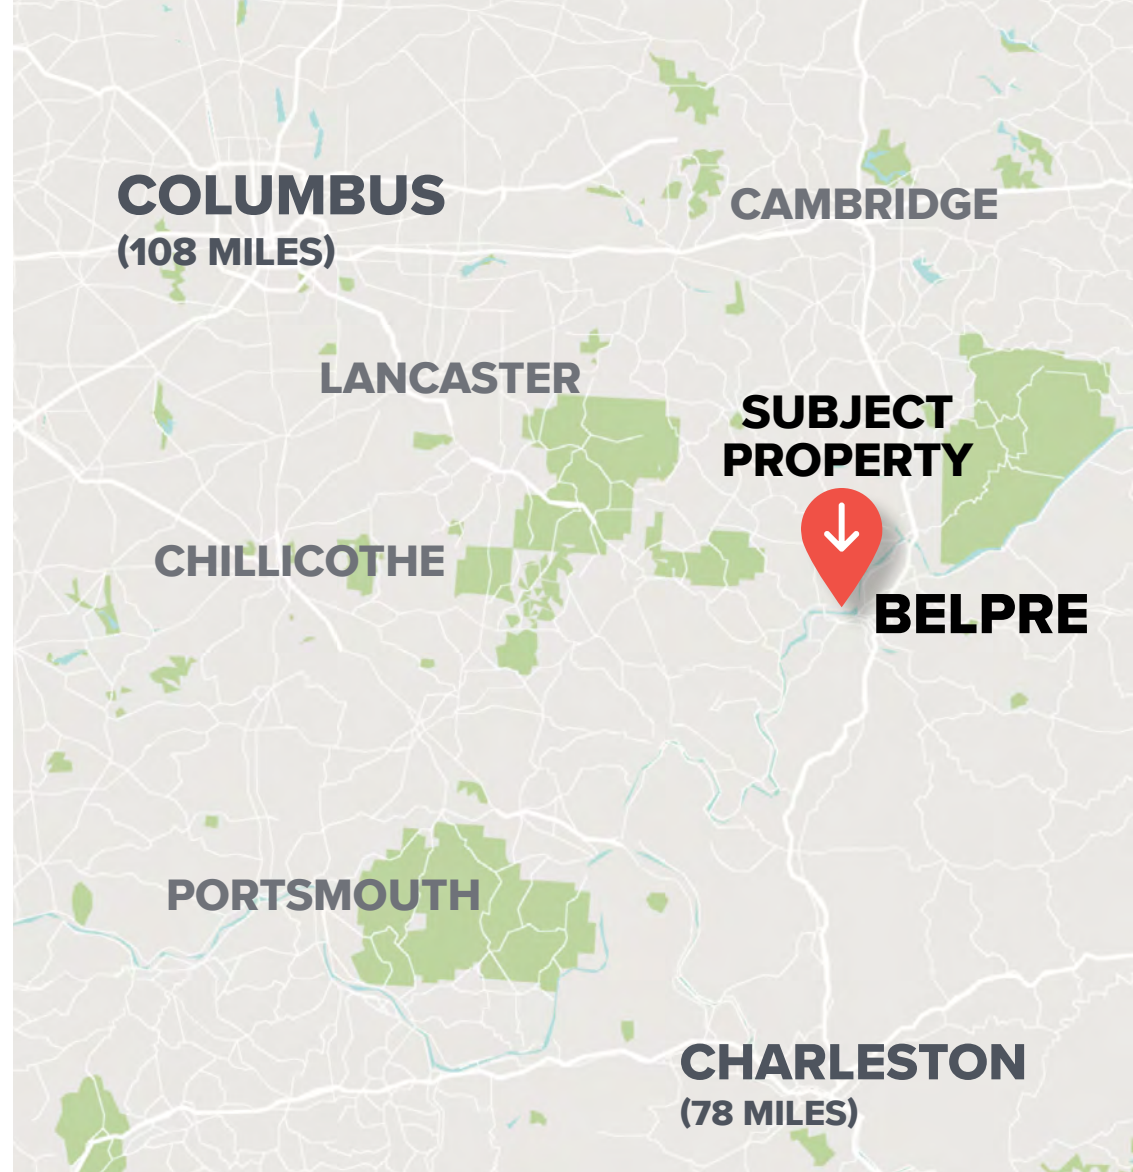 COLUMBUS
(108 MILES)
CAMBRIDGE
LANCASTER
SUBJECT
PROPERTY
CHILLICOTHE
BELPRE
PORTSMOUTH
CHARLESTON
(78 MILES)